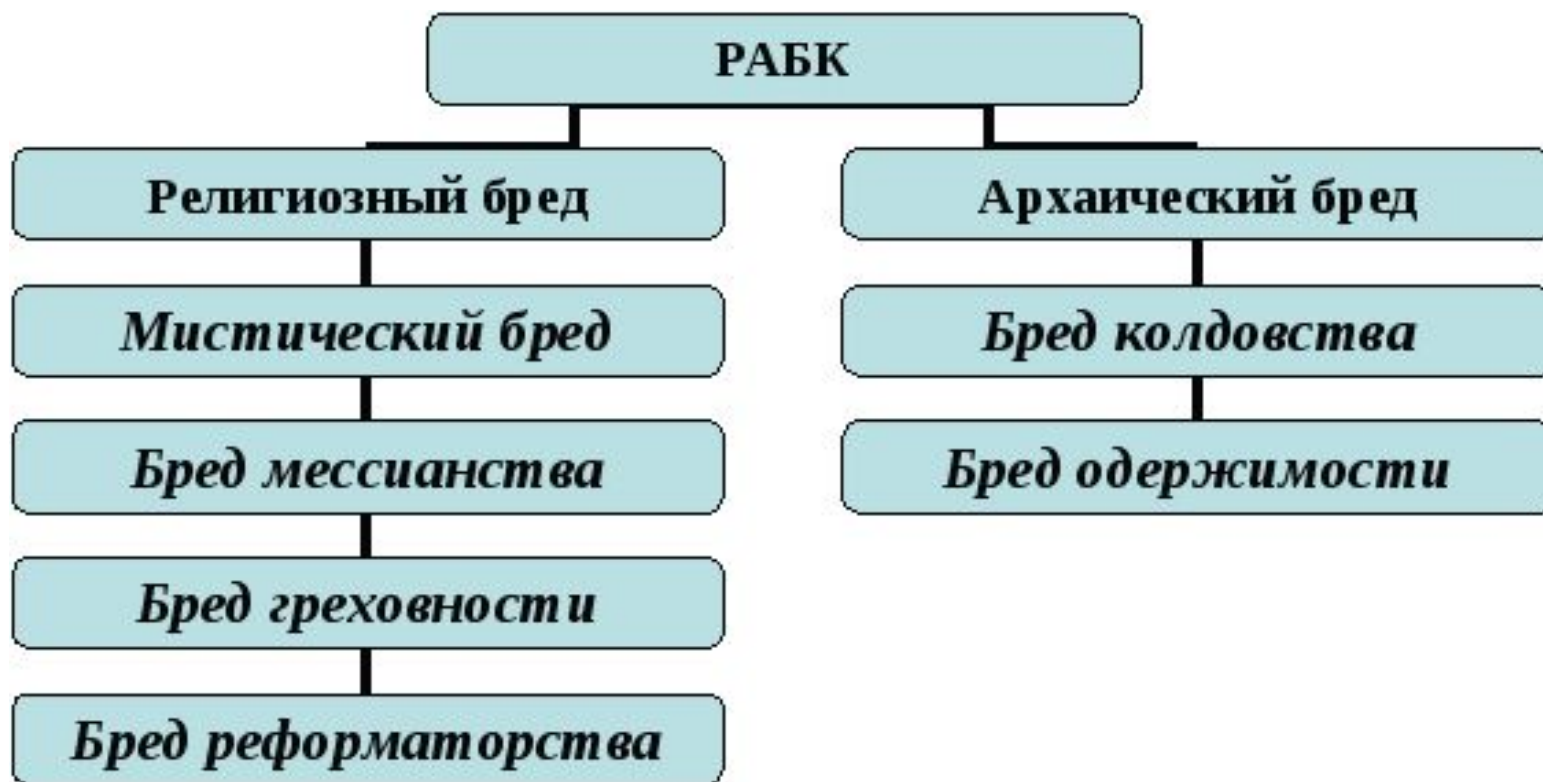 РАБК
Религиозный бред
Архаический бред
Мистический бред
Бред колдовства
Бред мессианства
Бред одержимости
Бред греховности
Бред реформаторства